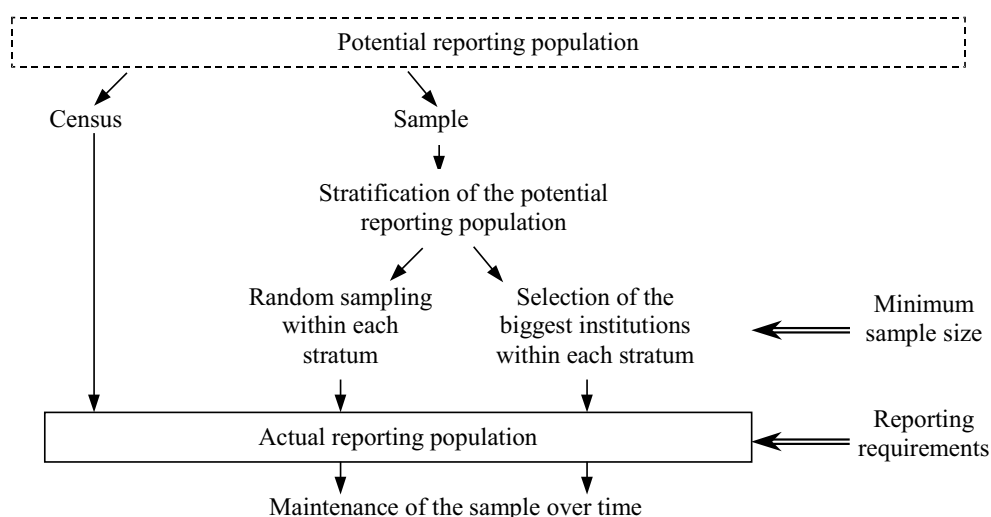 Potential reporting population
Census
Sample
Stratification of the potential
reporting population
Random sampling
within each
stratum
Selection of the
biggest institutions
within each stratum
Minimum
sample size
Actual reporting population
Reporting
requirements
Maintenance of the sample over time